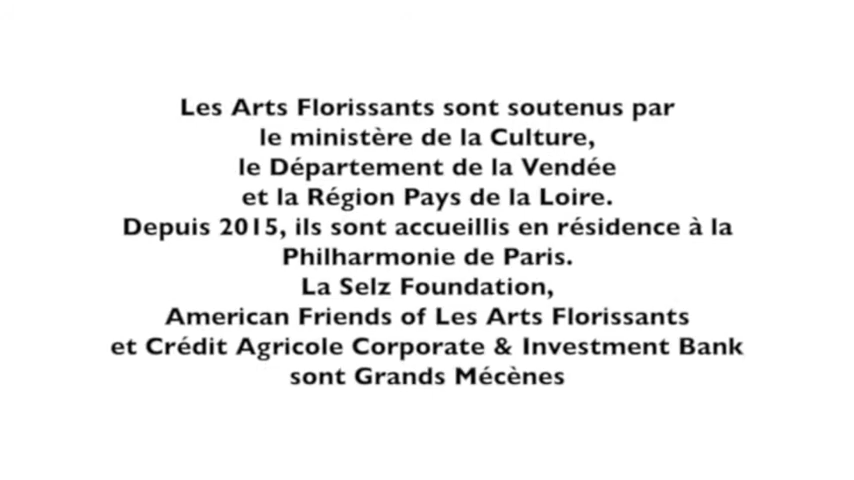 Les Arts Florissants sont soutenus par
le ministère de la Culture,
le Département de la Vendée
et la Région Pays de la Loire.
Depuis 2015, ils sont accueillis en résidence à la
Philharmonie de Paris.
La Selz Foundation,
American Friends of Les Arts Florissants
et Crédit Agricole Corporate & Investment Bank
sont Grands Mécènes